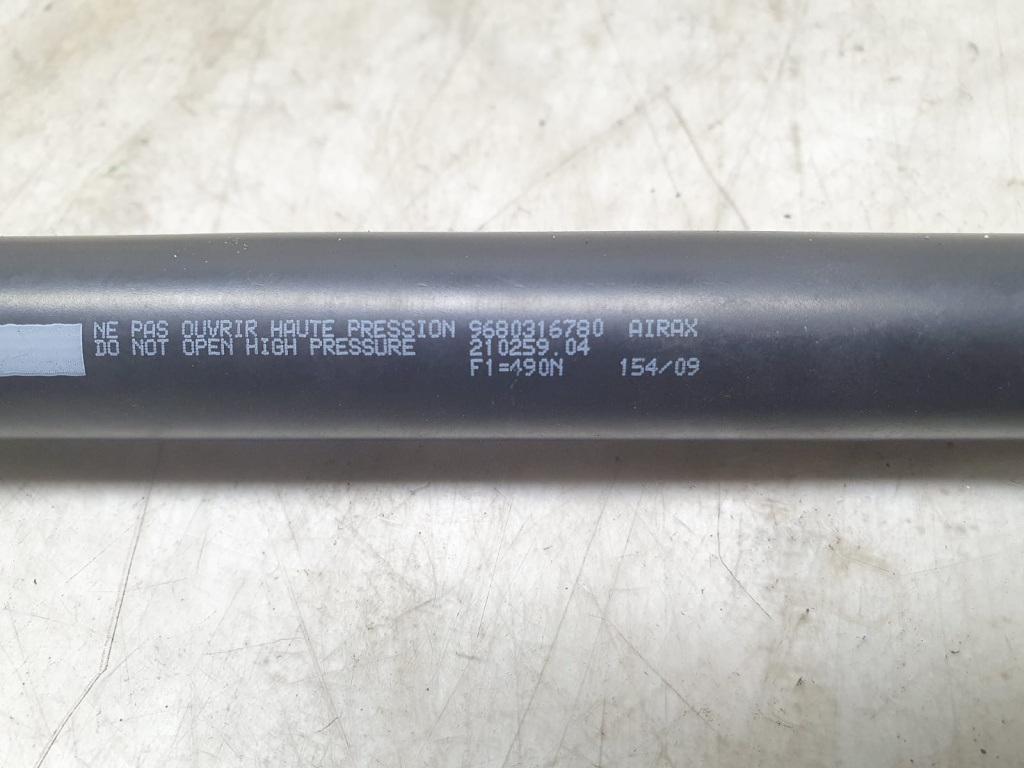 NE PAS OUVRIR HAUTE PRESSION 9680316780 AIRAX
DO NOT OPEN HIGH PRESSURE 210259.04
F1=490N 154/09